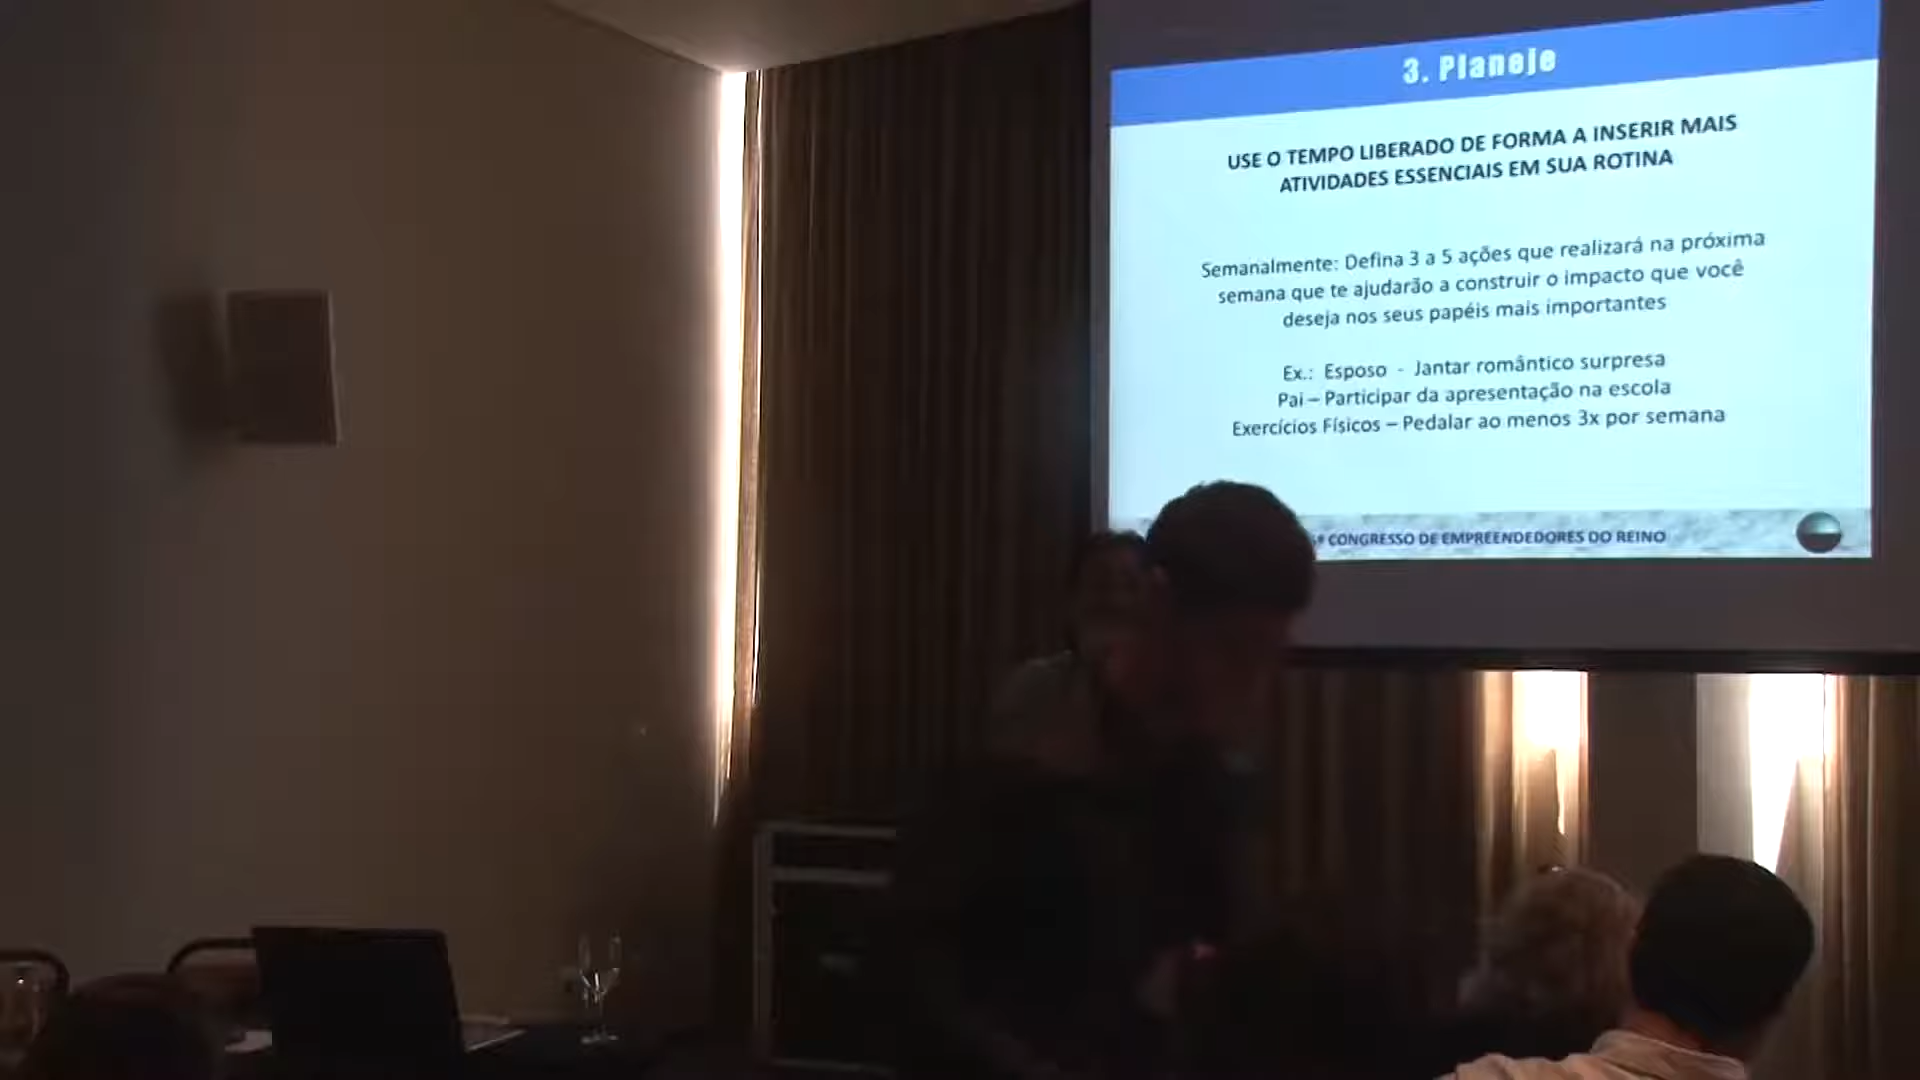 3. Planeje
USE O TEMPO LIBERADO DE FORMA A INSERIR MAIS
ATIVIDADES ESSENCIAIS EM SUA ROTINA
Semanalmente: Defina 3 a 5 ações que realizará na próxima
semana que te ajudarão a construir o impacto que você
deseja nos seus papéis mais importantes
Ex.: Esposo - Jantar romântico surpresa
Pai – Participar da apresentação na escola
Exercícios Físicos – Pedalar ao menos 3x por semana
CONGRESSO DE EMPREENDEDORES DO REINO